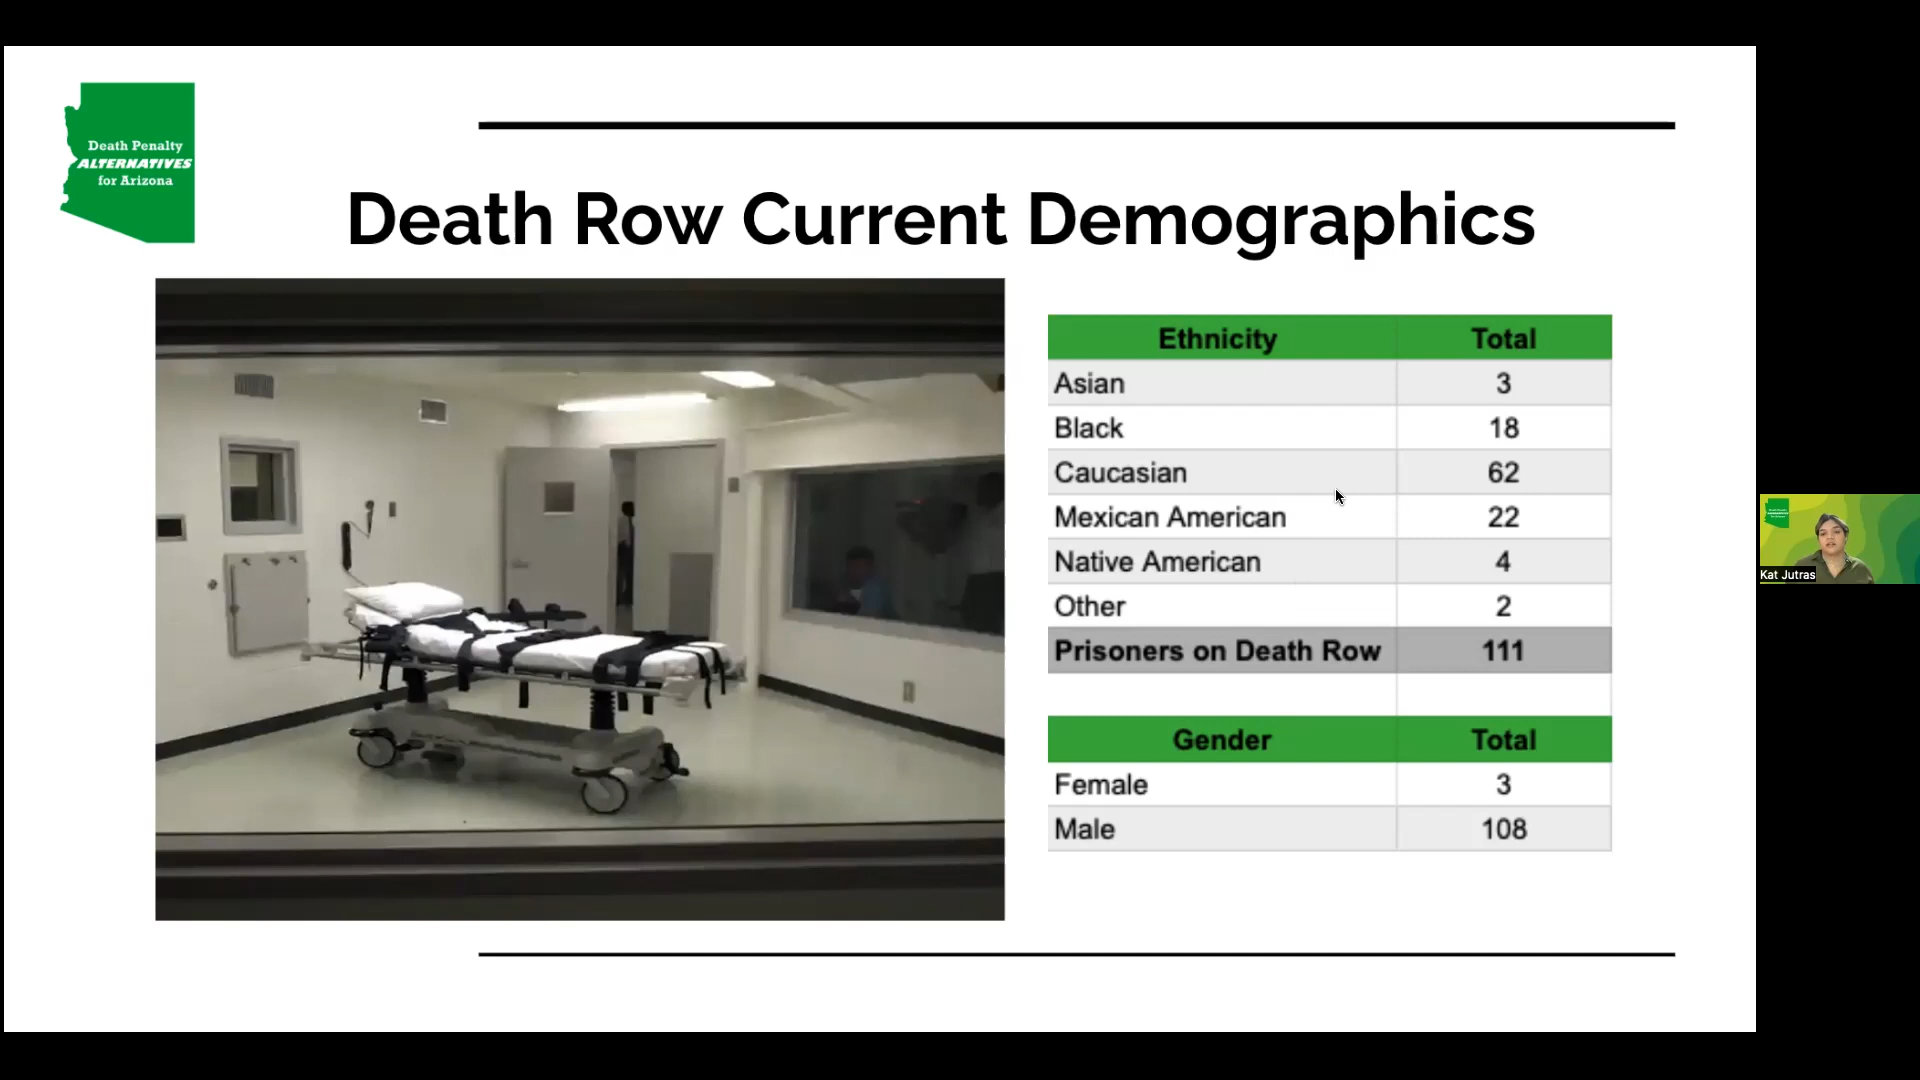 Death Penalty
ALTERNATIVES
for Arizona
Death Row Current Demographics
Ethnicity Total
Asian 3
Black 18
Caucasian 62
Mexican American 22
Native American 4
Other 2
Prisoners on Death Row 111
Gender Total
Female 3
Male 108
Kat Jutras